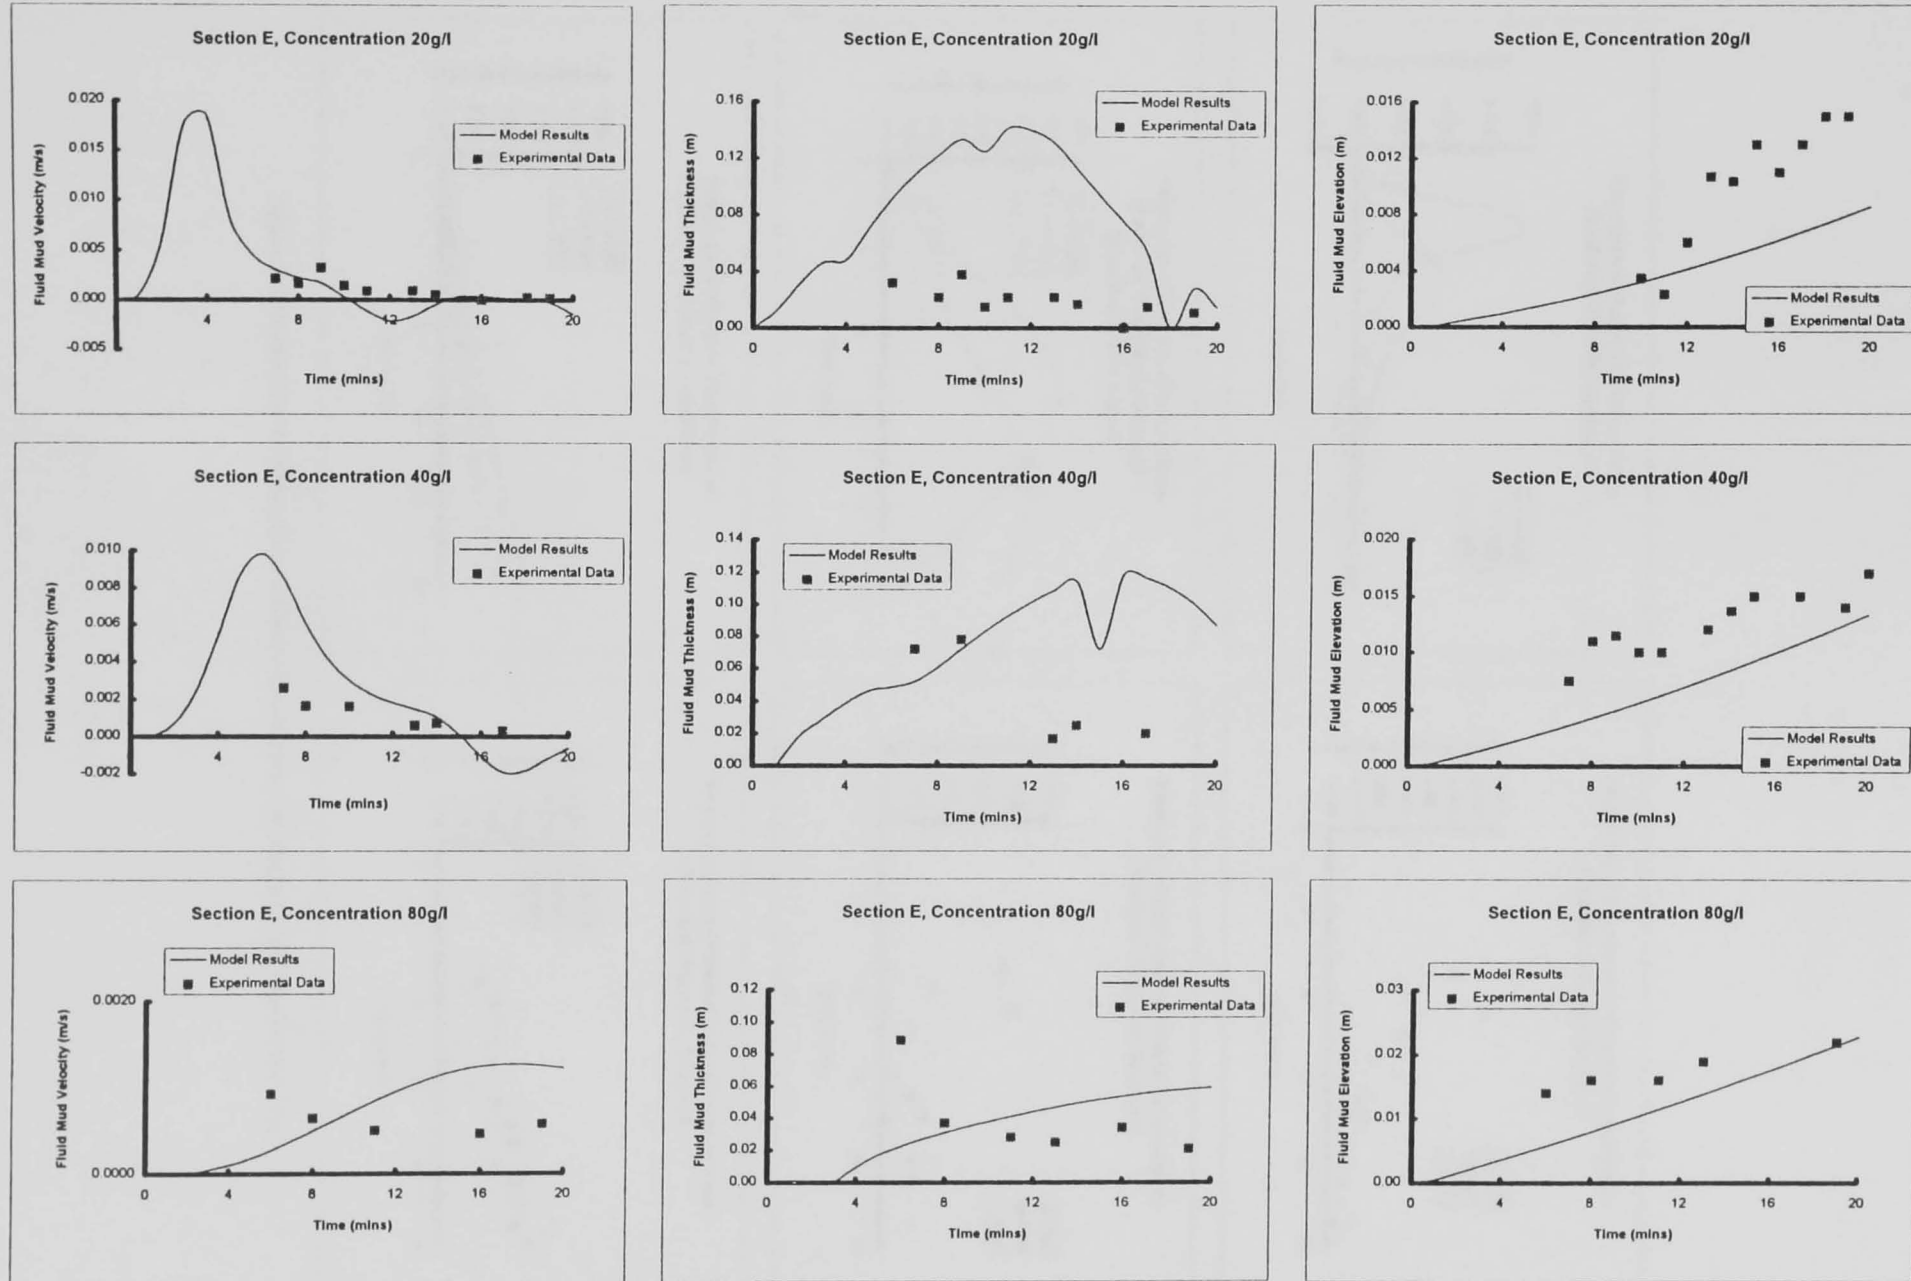 Section E, Concentration 20g/l
Fluid Mud Velocity (m/s)
0.020
0.015
0.010
0.005
0.000
-0.005
4
8
12
16
20
Time (mins)
Model Results
Experimental Data
Section E, Concentration 20g/l
Fluid Mud Thickness (m)
0.16
0.12
0.08
0.04
0.00
0
4
8
12
16
20
Time (mins)
Model Results
Experimental Data
Section E, Concentration 20g/l
Fluid Mud Elevation (m)
0.016
0.012
0.008
0.004
0.000
0
4
8
12
16
20
Time (mins)
Model Results
Experimental Data
Section E, Concentration 40g/l
Fluid Mud Velocity (m/s)
0.010
0.008
0.006
0.004
0.002
0.000
-0.002
4
8
12
16
20
Time (mins)
Model Results
Experimental Data
Section E, Concentration 40g/l
Fluid Mud Thickness (m)
0.14
0.12
0.10
0.08
0.06
0.04
0.02
0.00
0
4
8
12
16
20
Time (mins)
Model Results
Experimental Data
Section E, Concentration 40g/l
Fluid Mud Elevation (m)
0.020
0.015
0.010
0.005
0.000
0
4
8
12
16
20
Time (mins)
Model Results
Experimental Data
Section E, Concentration 80g/l
Fluid Mud Velocity (m/s)
0.0020
0.0000
0
4
8
12
16
20
Time (mins)
Model Results
Experimental Data
Section E, Concentration 80g/l
Fluid Mud Thickness (m)
0.12
0.10
0.08
0.06
0.04
0.02
0.00
0
4
8
12
16
20
Time (mins)
Model Results
Experimental Data
Section E, Concentration 80g/l
Fluid Mud Elevation (m)
0.03
0.02
0.01
0.00
0
4
8
12
16
20
Time (mins)
Model Results
Experimental Data